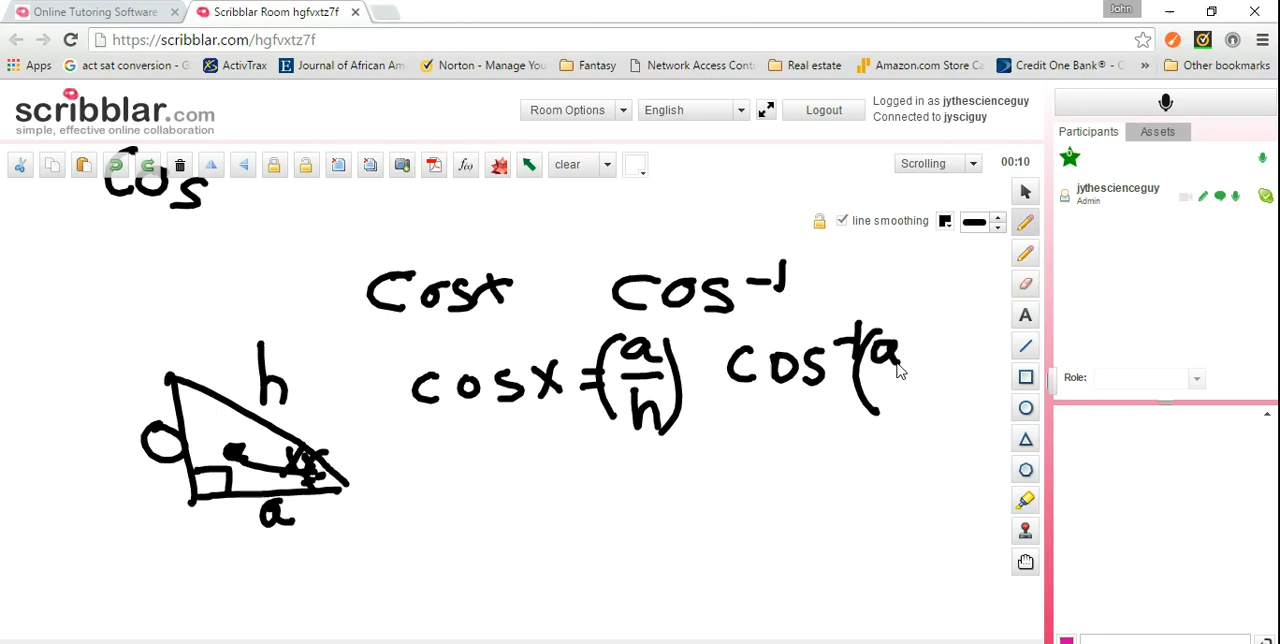 John
Online Tutoring Softwar
Scribblar Room hgfvxtz7f
https://scribblar.com/hgfvxtz7f
Apps act sat conversion - G ActivTrax Journal of African Am Norton - Manage You Fantasy Network Access Cont Real estate Amazon.com Store Ca Credit One Bank® - L » Other bookmarks
scribblar.com
simple, effective online collaboration
Room Options English Logout
Logged in as jythescienceguy
Connected to jysciguy
Participants Assets
clear
Scrolling
00:10
jythescienceguy
Admin
line smoothing
A
Role:
cos
cosx cos⁻¹
cosx = (a/h) cos⁻¹(a
h
o
x
a